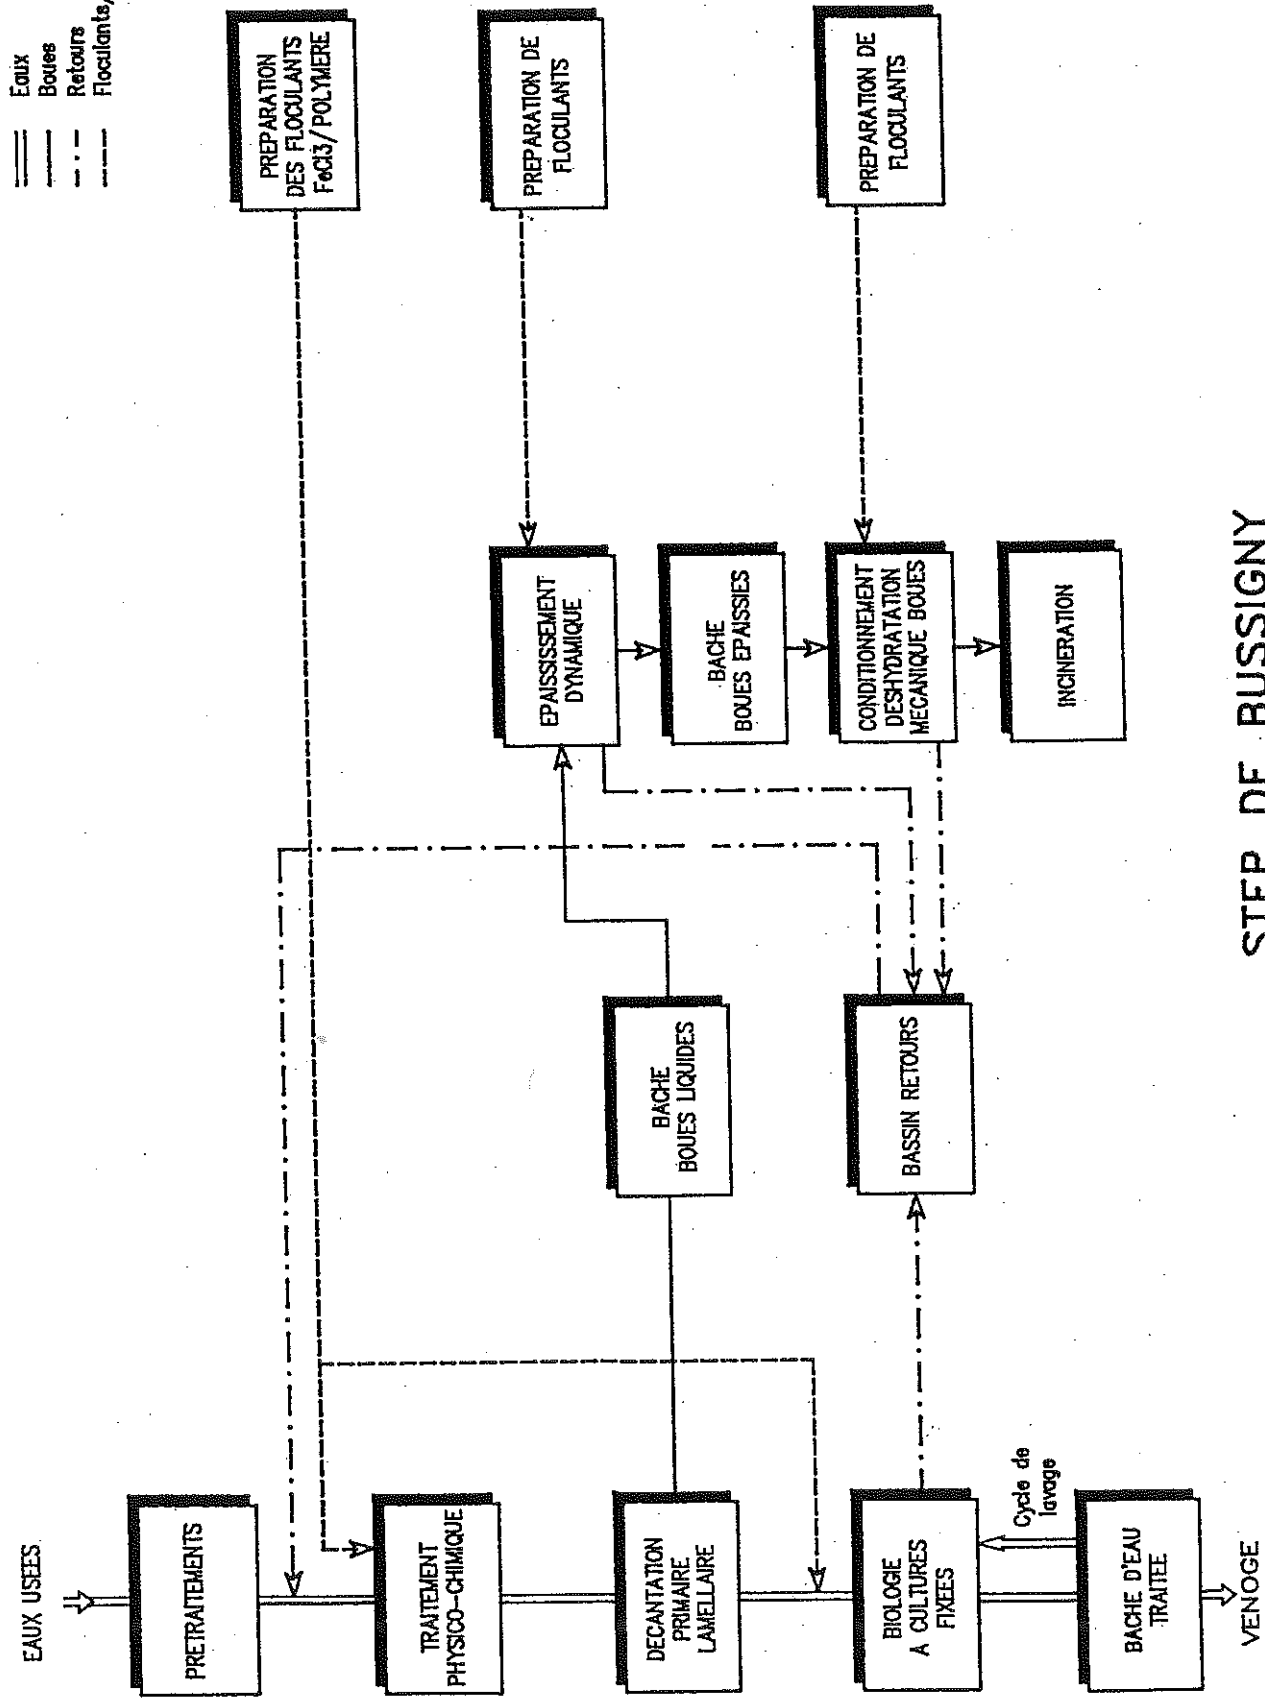 Eaux
Boues
Retours
Floculants,
PREPARATION
DES FLOCULANTS
FeCl3/POLYMERE
PREPARATION DE
FLOCULANTS
PREPARATION DE
FLOCULANTS
EPAISSISSEMENT
DYNAMIQUE
BACHE
BOUES EPAISSIES
CONDITIONNEMENT
DESHYDRATATION
MECANIQUE BOUES
INCINERATION
BACHE
BOUES LIQUIDES
BASSIN RETOURS
EAUX USEES
PRETRAITEMENTS
TRAITEMENT
PHYSICO-CHIMIQUE
DECANTATION
PRIMAIRE
LAMELLAIRE
BIOLOGIE
A CULTURES
FIXEES
Cycle de
lavage
BACHE D'EAU
TRAITEE
VENOGE
STEP DE BUSSIGNY